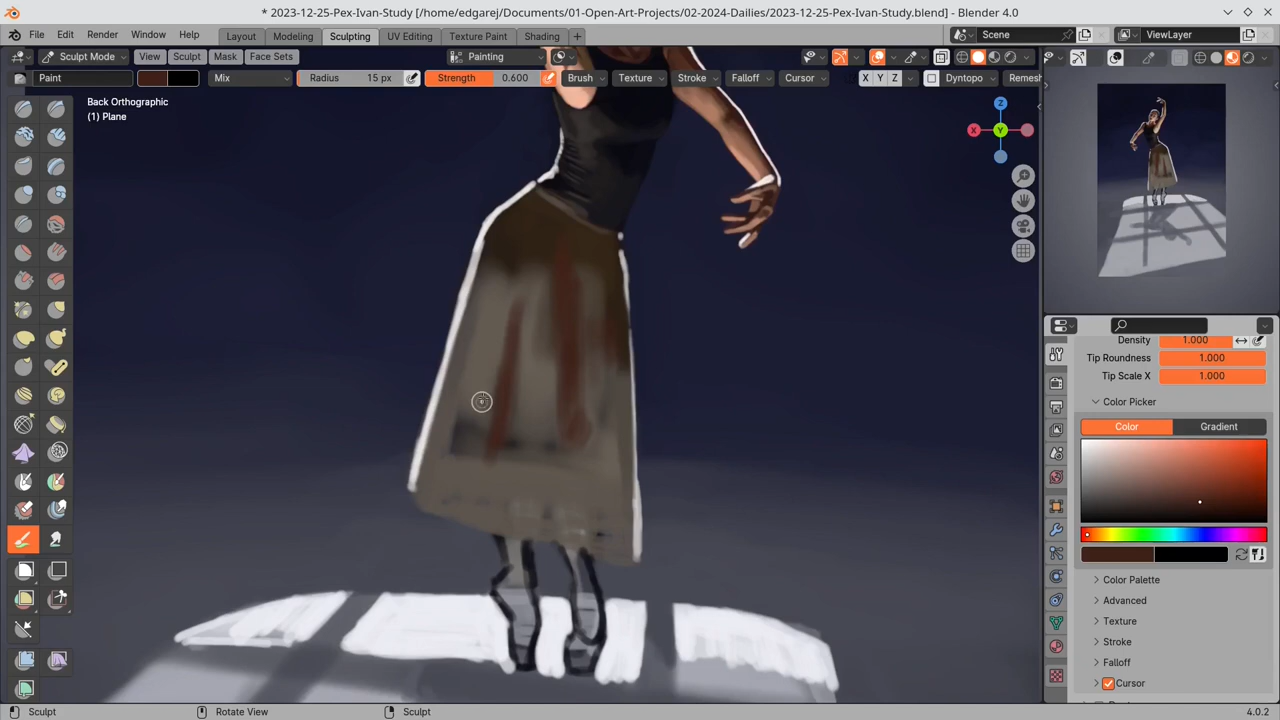 * 2023-12-25-Pex-Ivan-Study [/home/edgarej/Documents/01-Open-Art-Projects/02-2024-Dailies/2023-12-25-Pex-Ivan-Study.blend] - Blender 4.0
File Edit Render Window Help Layout Modeling Sculpting UV Editing Texture Paint Shading + Scene ViewLayer
Sculpt Mode View Sculpt Mask Face Sets Painting
Paint Mix Radius 15 px Strength 0.600 Brush Texture Stroke Falloff Cursor X Y Z Dyntopo Remesh
Back Orthographic
(1) Plane
Z
X Y
Density 1.000
Tip Roundness 1.000
Tip Scale X 1.000
Color Picker
Color Gradient
Color Palette
Advanced
Texture
Stroke
Falloff
Cursor
Sculpt Rotate View Sculpt 4.0.2